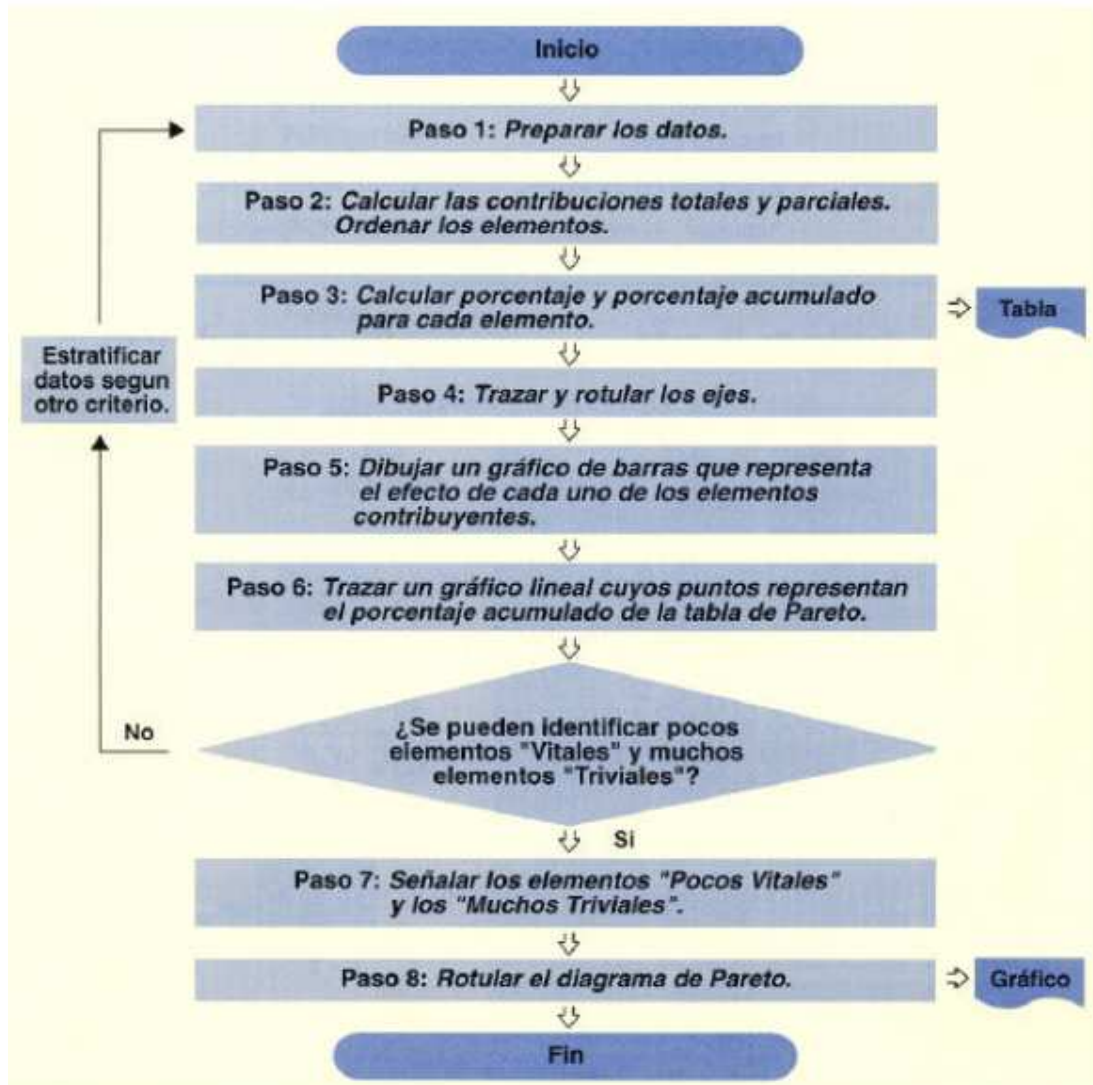 Inicio
Paso 1: Preparar los datos.
Paso 2: Calcular las contribuciones totales y parciales.
Ordenar los elementos.
Paso 3: Calcular porcentaje y porcentaje acumulado
para cada elemento.
Tabla
Estratificar
datos segun
otro criterio.
Paso 4: Trazar y rotular los ejes.
Paso 5: Dibujar un gráfico de barras que representa
el efecto de cada uno de los elementos
contribuyentes.
Paso 6: Trazar un gráfico lineal cuyos puntos representan
el porcentaje acumulado de la tabla de Pareto.
No
¿Se pueden identificar pocos
elementos "Vitales" y muchos
elementos "Triviales"?
Si
Paso 7: Señalar los elementos "Pocos Vitales"
y los "Muchos Triviales".
Paso 8: Rotular el diagrama de Pareto.
Gráfico
Fin